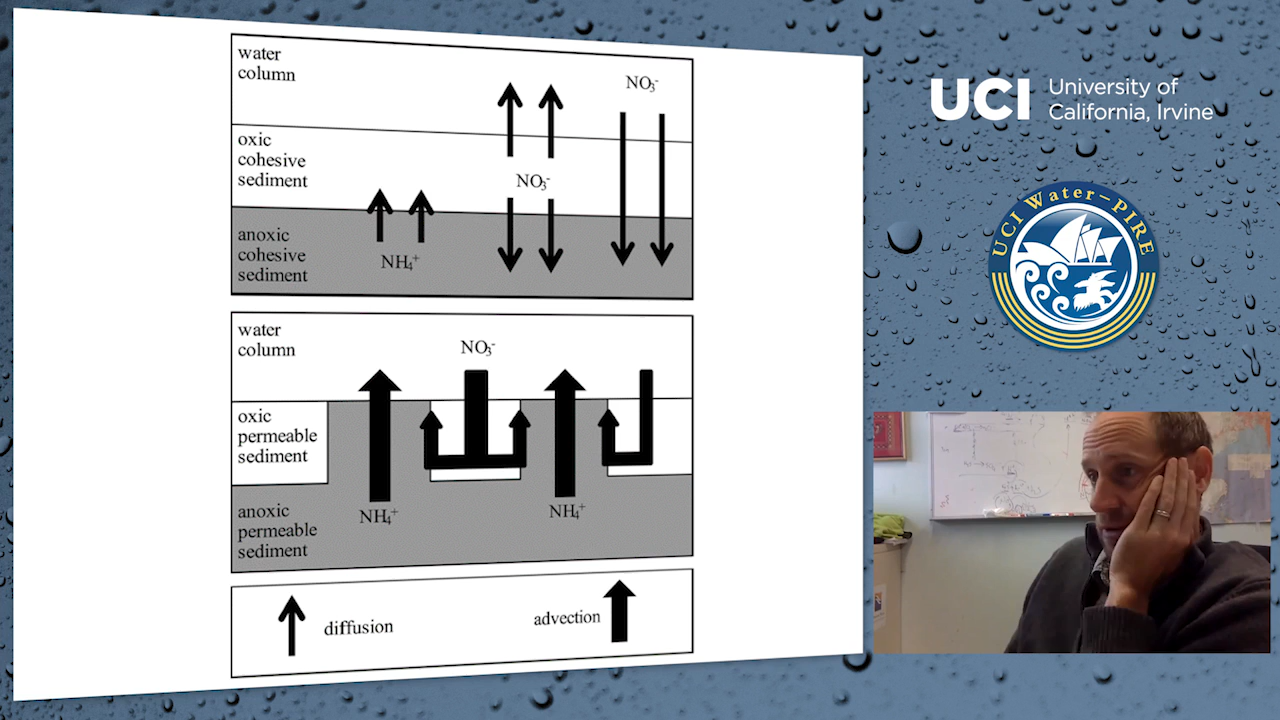 water
column
NO₃⁻
oxic
cohesive
sediment
NO₃⁻
anoxic
cohesive
sediment
NH₄⁺
water
column
NO₃⁻
oxic
permeable
sediment
anoxic
permeable
sediment
NH₄⁺
NH₄⁺
diffusion
advection
UCI
University of
California, Irvine
UCI Water-PIRE